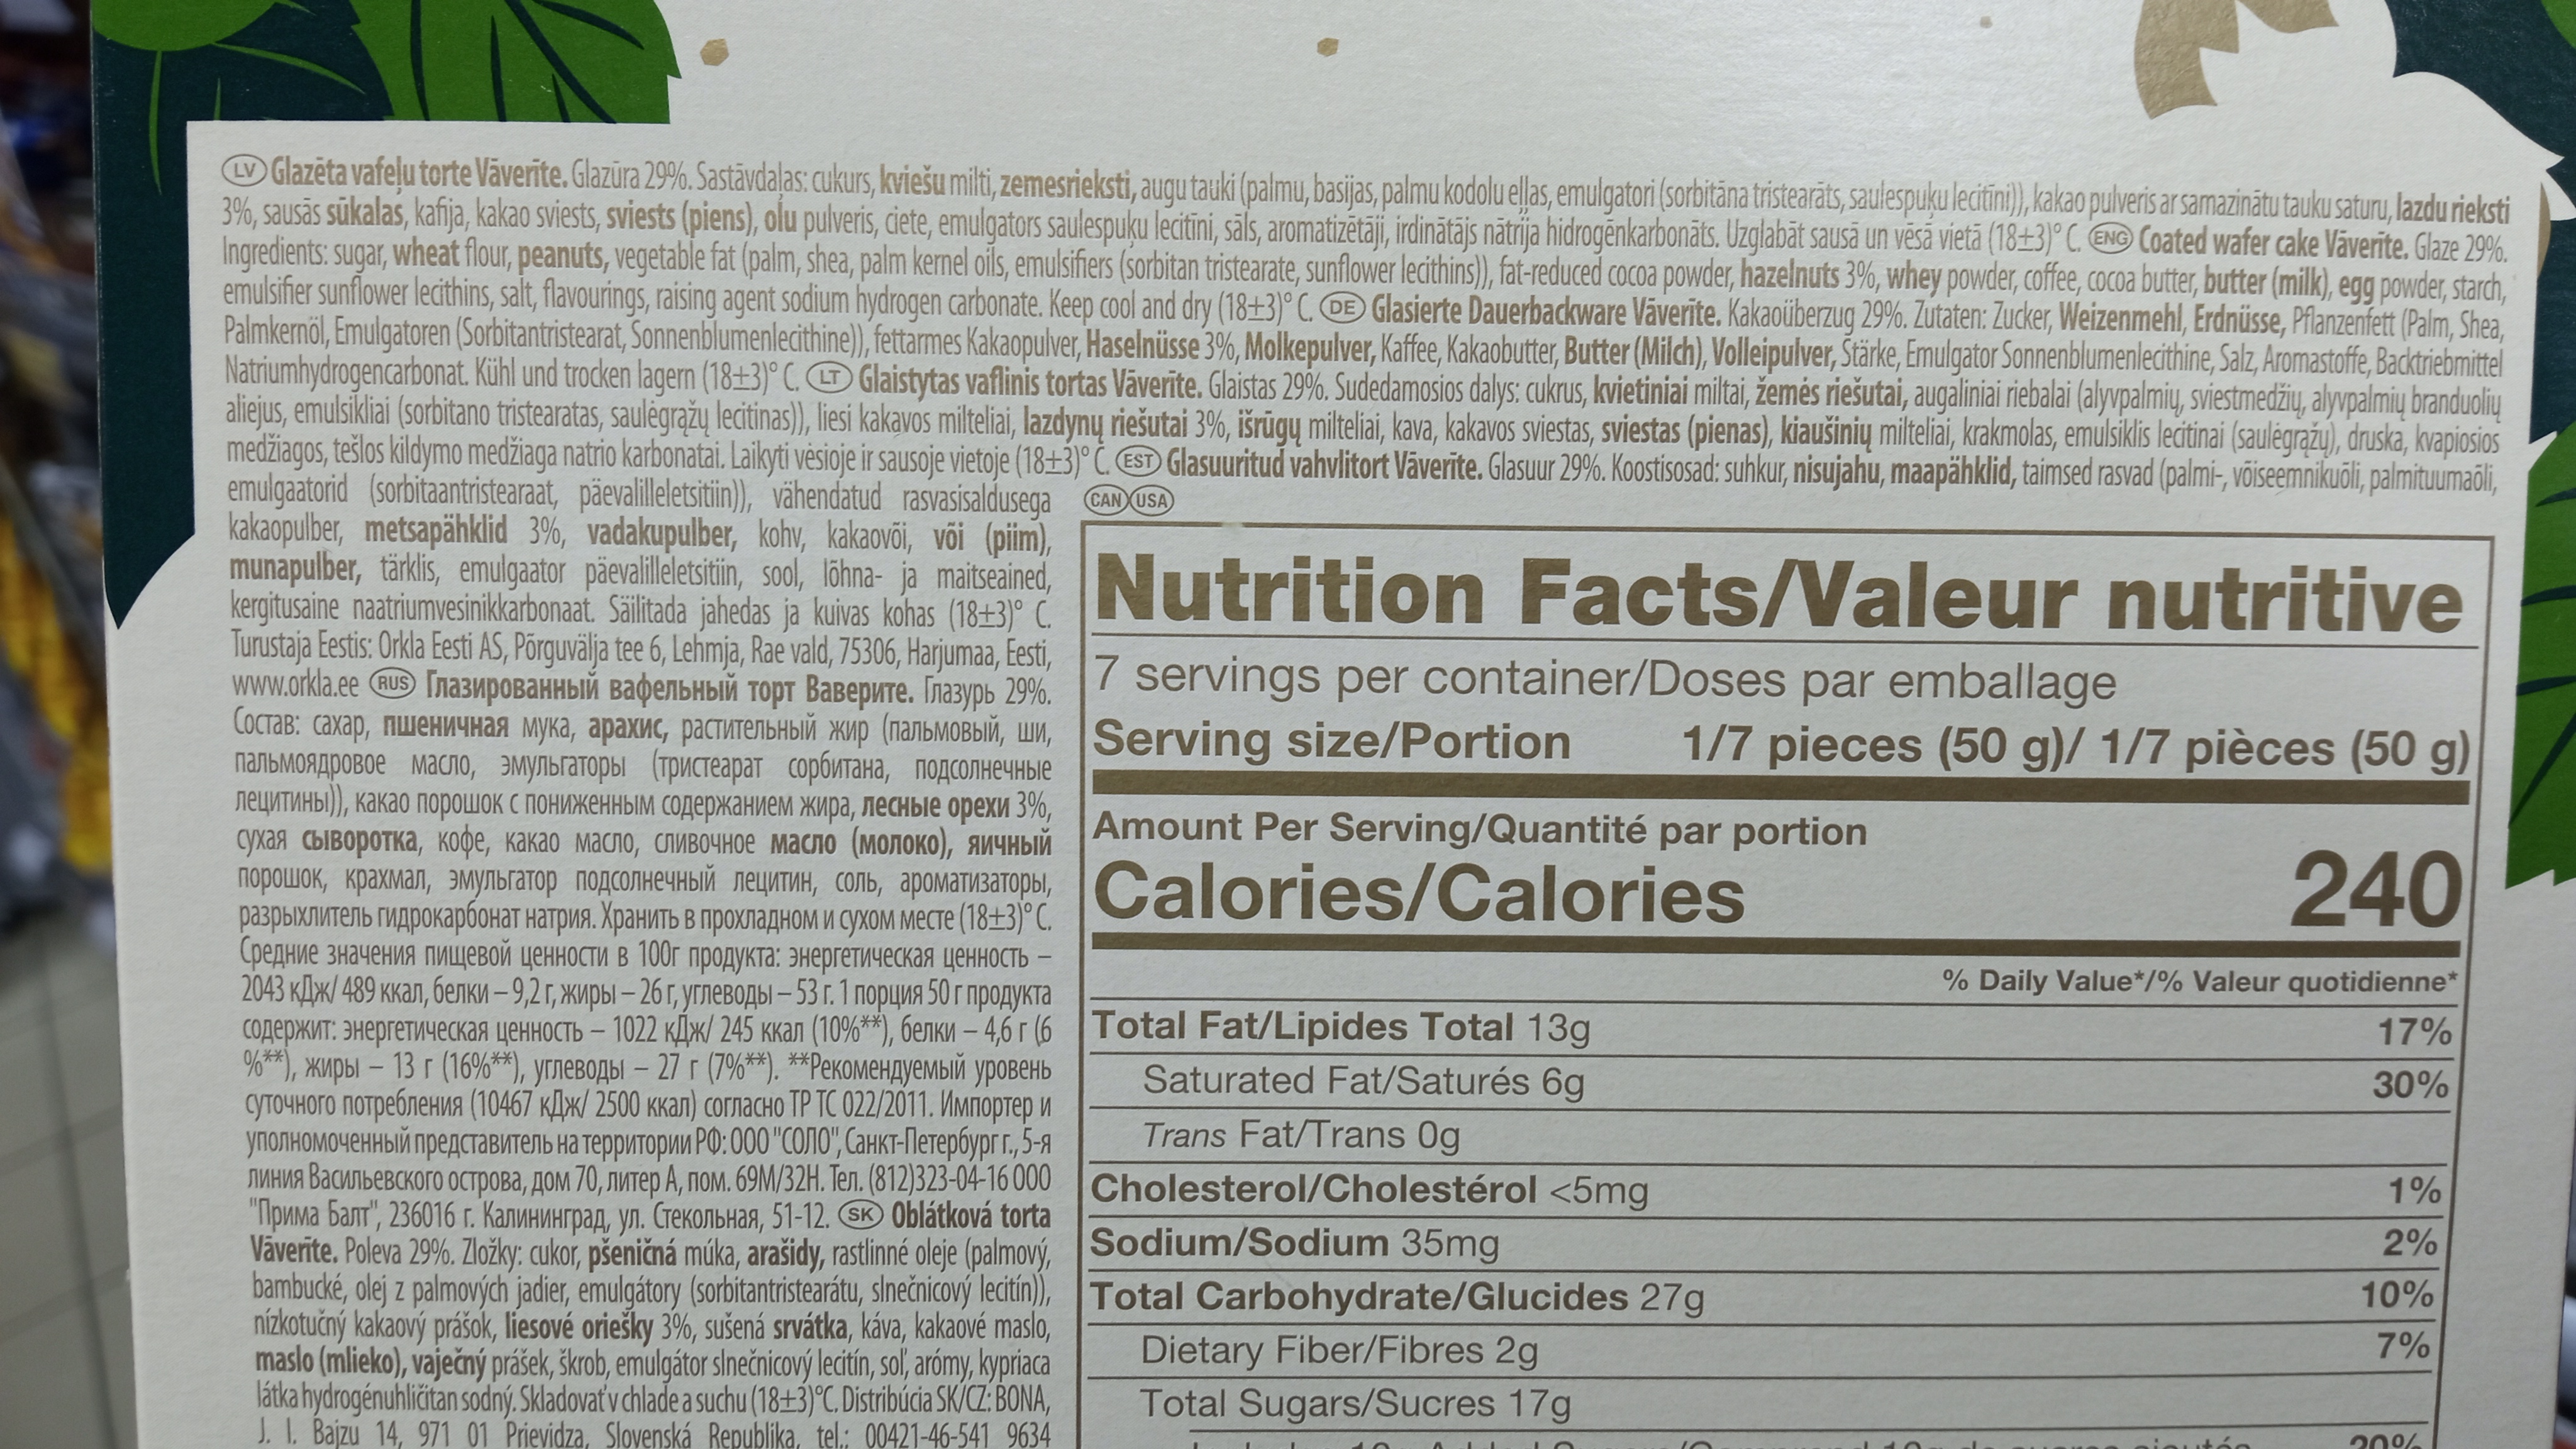 LV Glazēta vafeļu torte Vāverīte. Glazūra 29%. Sastāvdaļas: cukurs, kviešu milti, zemesrieksti, augu tauki (palmu, basijas, palmu kodolu eļļas, emulgatori (sorbitāna tristearāts, saulespuķu lecitīni)), kakao pulveris ar samazinātu tauku saturu, lazdu rieksti
3%, sausās sūkalas, kafija, kakao sviests, sviests (piens), olu pulveris, ciete, emulgators saulespuķu lecitīni, sāls, aromatizētāji, irdinātājs nātrija hidrogēnkarbonāts. Uzglabāt sausā un vēsā vietā (18±3)° C. ENG Coated wafer cake Vāverīte. Glaze 29%.
Ingredients: sugar, wheat flour, peanuts, vegetable fat (palm, shea, palm kernel oils, emulsifiers (sorbitan tristearate, sunflower lecithins)), fat-reduced cocoa powder, hazelnuts 3%, whey powder, coffee, cocoa butter, butter (milk), egg powder, starch,
emulsifier sunflower lecithins, salt, flavourings, raising agent sodium hydrogen carbonate. Keep cool and dry (18±3)° C. DE Glasierte Dauerbackware Vāverīte. Kakaoüberzug 29%. Zutaten: Zucker, Weizenmehl, Erdnüsse, Pflanzenfett (Palm, Shea,
Palmkernöl, Emulgatoren (Sorbitantristearat, Sonnenblumenlecithine)), fettarmes Kakaopulver, Haselnüsse 3%, Molkepulver, Kaffee, Kakaobutter, Butter (Milch), Volleipulver, Stärke, Emulgator Sonnenblumenlecithine, Salz, Aromastoffe, Backtriebmittel
Natriumhydrogencarbonat. Kühl und trocken lagern (18±3)° C. LT Glaistytas vaflinis tortas Vāverīte. Glaistas 29%. Sudedamosios dalys: cukrus, kvietiniai miltai, žemės riešutai, augaliniai riebalai (alyvpalmių, sviestmedžių, alyvpalmių branduolių
aliejus, emulsikliai (sorbitano tristearatas, saulėgrąžų lecitinas)), liesi kakavos milteliai, lazdynų riešutai 3%, išrūgų milteliai, kava, kakavos sviestas, sviestas (pienas), kiaušinių milteliai, krakmolas, emulsiklis lecitinai (saulėgrąžų), druska, kvapiosios
medžiagos, tešlos kildymo medžiaga natrio karbonatai. Laikyti vėsioje ir sausoje vietoje (18±3)° C. EST Glasuuritud vahvlitort Vāverīte. Glasuur 29%. Koostisosad: suhkur, nisujahu, maapähklid, taimsed rasvad (palmi-, võiseemnikuõli, palmituumaõli,
emulgaatorid (sorbitaantristearaat, päevalilleletsitiin)), vähendatud rasvasisaldusega
kakaopulber, metsapähklid 3%, vadakupulber, kohv, kakaovõi, või (piim),
munapulber, tärklis, emulgaator päevalilleletsitiin, sool, lõhna- ja maitseained,
kergitusaine naatriumvesinikkarbonaat. Säilitada jahedas ja kuivas kohas (18±3)° C.
Turustaja Eestis: Orkla Eesti AS, Põrguvälja tee 6, Lehmja, Rae vald, 75306, Harjumaa, Eesti,
www.orkla.ee RUS Глазированный вафельный торт Ваверите. Глазурь 29%.
Состав: сахар, пшеничная мука, арахис, растительный жир (пальмовый, ши,
пальмоядровое масло, эмульгаторы (тристеарат сорбитана, подсолнечные
лецитины)), какао порошок с пониженным содержанием жира, лесные орехи 3%,
сухая сыворотка, кофе, какао масло, сливочное масло (молоко), яичный
порошок, крахмал, эмульгатор подсолнечный лецитин, соль, ароматизаторы,
разрыхлитель гидрокарбонат натрия. Хранить в прохладном и сухом месте (18±3)° C.
Средние значения пищевой ценности в 100г продукта: энергетическая ценность –
2043 кДж/ 489 ккал, белки – 9,2 г, жиры – 26 г, углеводы – 53 г. 1 порция 50 г продукта
содержит: энергетическая ценность – 1022 кДж/ 245 ккал (10%**), белки – 4,6 г (6
%**), жиры – 13 г (16%**), углеводы – 27 г (7%**). **Рекомендуемый уровень
суточного потребления (10467 кДж/ 2500 ккал) согласно ТР ТС 022/2011. Импортер и
уполномоченный представитель на территории РФ: ООО "СОЛО", Санкт-Петербург г., 5-я
линия Васильевского острова, дом 70, литер А, пом. 69М/32Н. Тел. (812)323-04-16 000
"Прима Балт", 236016 г. Калининград, ул. Стекольная, 51-12. SK Oblátková torta
Vāverīte. Poleva 29%. Zložky: cukor, pšeničná múka, arašidy, rastlinné oleje (palmový,
bambucké, olej z palmových jadier, emulgátory (sorbitantristearátu, slnečnicový lecitín)),
nízkotučný kakaový prášok, liesové oriešky 3%, sušená srvátka, káva, kakaové maslo,
maslo (mlieko), vaječný prášek, škrob, emulgátor slnečnicový lecitín, soľ, arómy, kypriaca
látka hydrogénuhličitan sodný. Skladovať v chlade a suchu (18±3)°C. Distribúcia SK/CZ: BONA,
J. I. Bajzu 14, 971 01 Prievidza, Slovenská Republika, tel.: 00421-46-541 9634
CAN USA
Nutrition Facts/Valeur nutritive
7 servings per container/Doses par emballage
Serving size/Portion 1/7 pieces (50 g)/ 1/7 pièces (50 g)
Amount Per Serving/Quantité par portion
Calories/Calories 240
% Daily Value*/% Valeur quotidienne*
Total Fat/Lipides Total 13g 17%
Saturated Fat/Saturés 6g 30%
Trans Fat/Trans 0g
Cholesterol/Cholestérol <5mg 1%
Sodium/Sodium 35mg 2%
Total Carbohydrate/Glucides 27g 10%
Dietary Fiber/Fibres 2g 7%
Total Sugars/Sucres 17g
20%